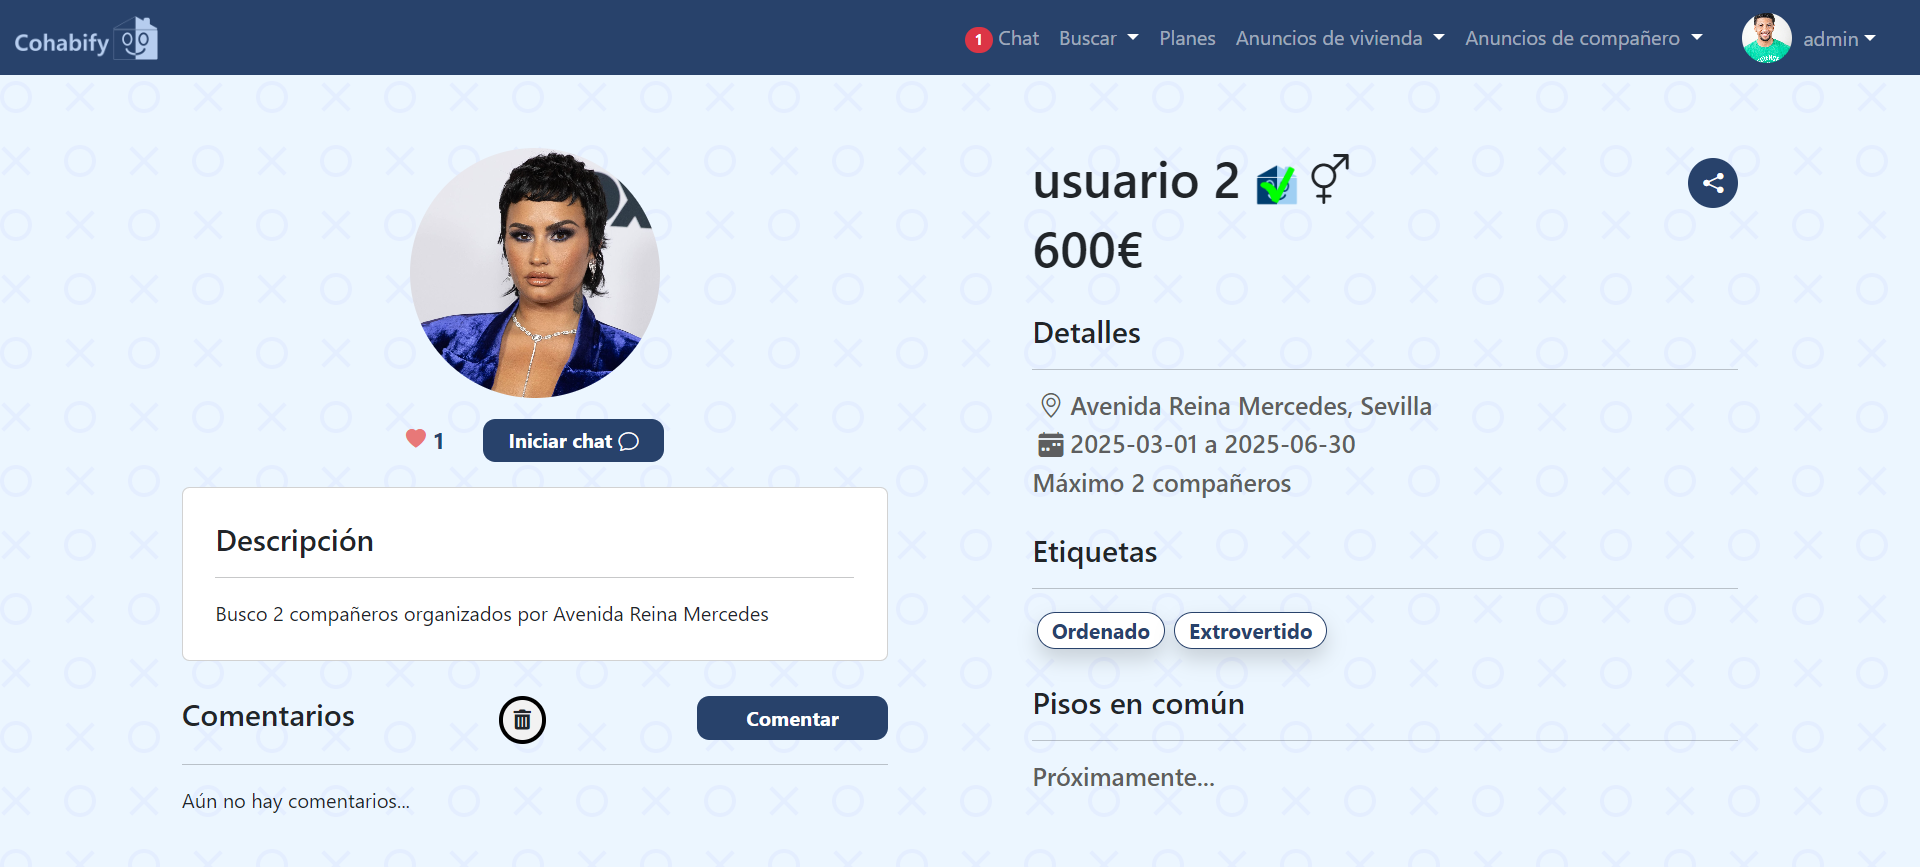 Cohabify
1 Chat Buscar Planes Anuncios de vivienda Anuncios de compañero admin
usuario 2
600€
Detalles
Avenida Reina Mercedes, Sevilla
2025-03-01 a 2025-06-30
Máximo 2 compañeros
Etiquetas
Ordenado Extrovertido
Pisos en común
Próximamente...
1 Iniciar chat
Descripción
Busco 2 compañeros organizados por Avenida Reina Mercedes
Comentarios Comentar
Aún no hay comentarios...